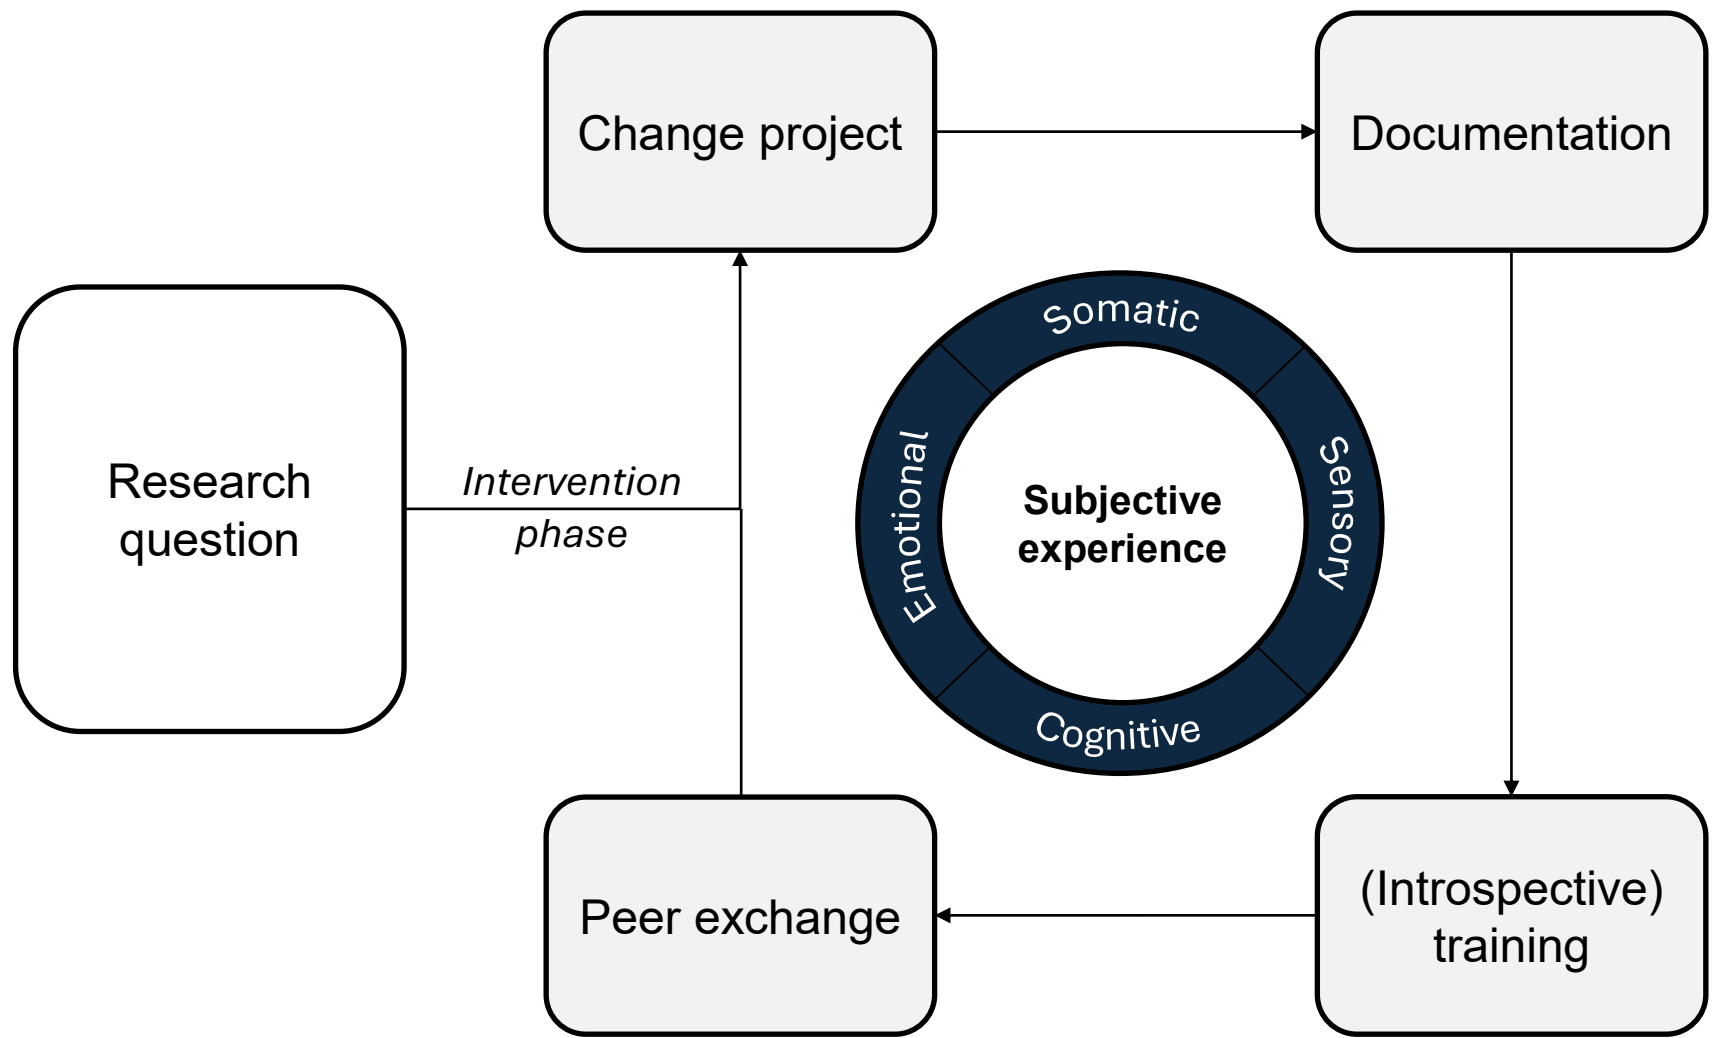 Change project
Documentation
Somatic
Emotional
Sensory
Subjective
experience
Cognitive
Research
question
Intervention
phase
Peer exchange
(Introspective)
training